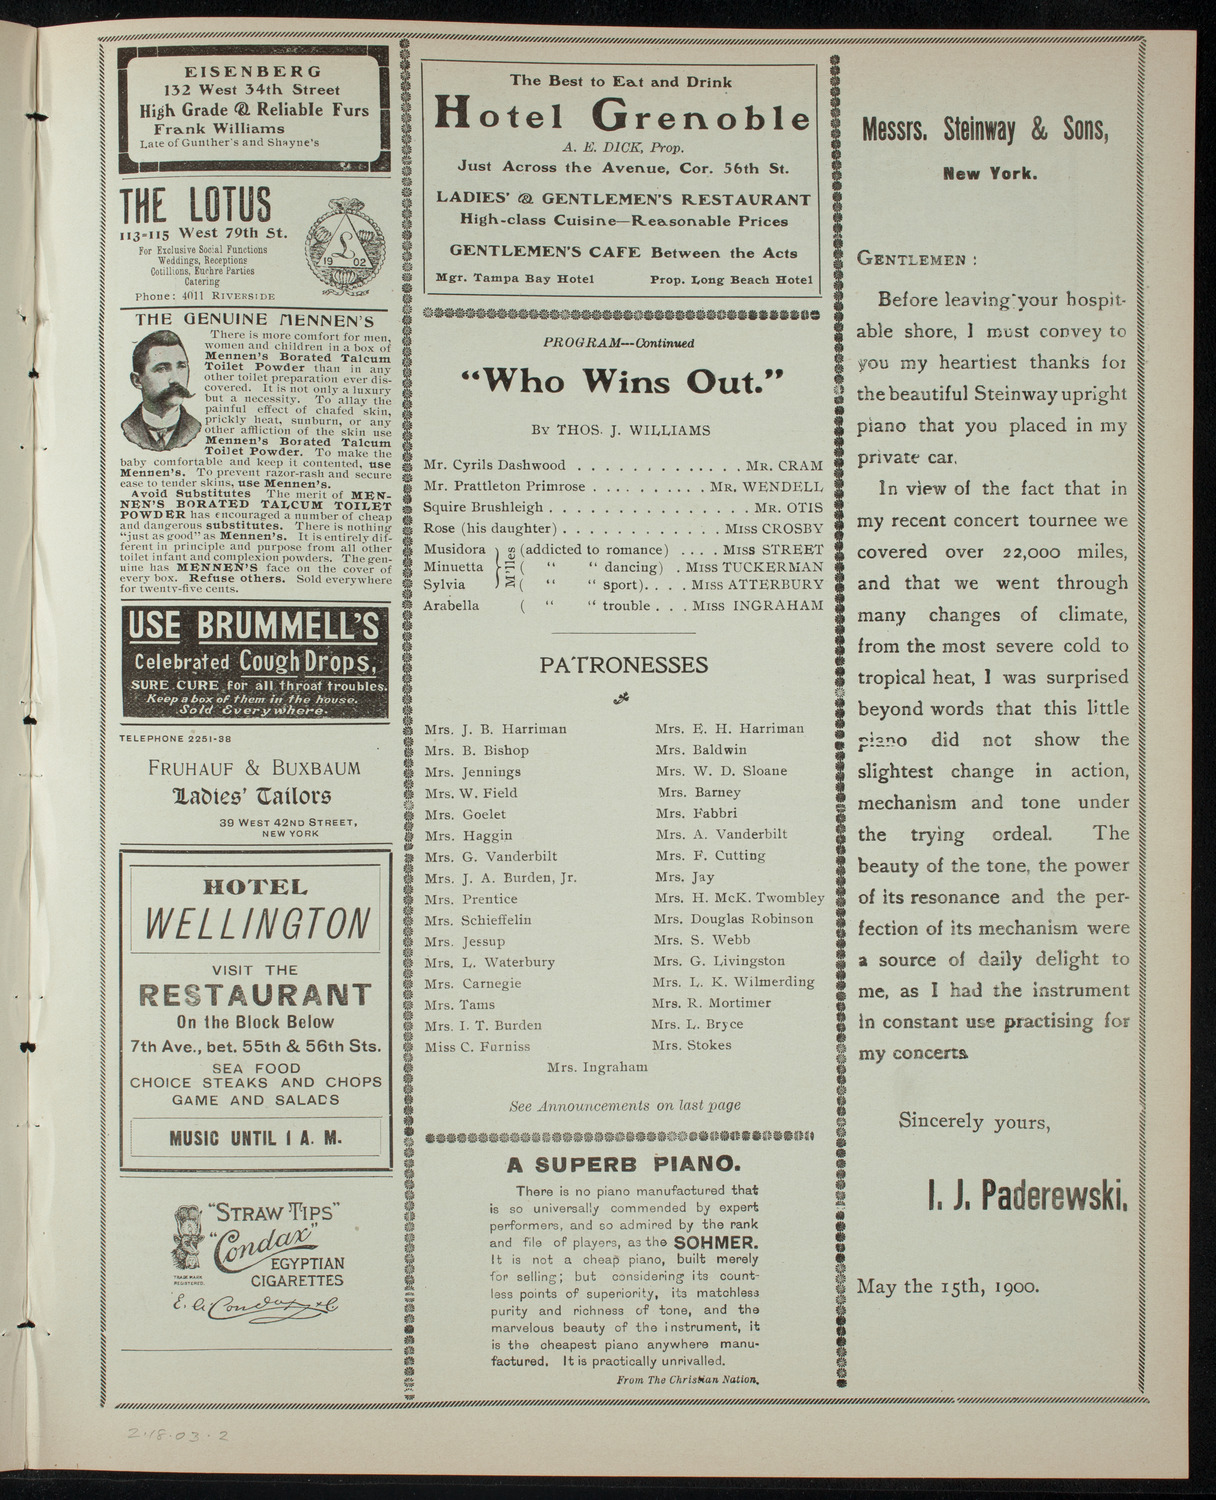 EISENBERG
132 West 34th Street
High Grade & Reliable Furs
Frank Williams
Late of Gunther's and Shayne's
THE LOTUS
113-115 West 79th St.
For Exclusive Social Functions
Weddings, Receptions
Cotillions, Euchre Parties
Catering
Phone: 4011 RIVERSIDE
L
19 02
THE GENUINE MENNEN'S
There is more comfort for men,
women and children in a box of
Mennen's Borated Talcum
Toilet Powder than in any
other toilet preparation ever dis-
covered. It is not only a luxury
but a necessity. To allay the
painful effect of chafed skin,
prickly heat, sunburn, or any
other affliction of the skin use
Mennen's Borated Talcum
Toilet Powder. To make the
baby comfortable and keep it contented, use
Mennen's. To prevent razor-rash and secure
ease to tender skins, use Mennen's.
Avoid Substitutes The merit of MEN-
NEN'S BORATED TALCUM TOILET
POWDER has encouraged a number of cheap
and dangerous substitutes. There is nothing
"just as good" as Mennen's. It is entirely dif-
ferent in principle and purpose from all other
toilet infant and complexion powders. The gen-
uine has MENNEN'S face on the cover of
every box. Refuse others. Sold everywhere
for twenty-five cents.
USE BRUMMELL'S
Celebrated Cough Drops,
SURE CURE for all throat troubles.
Keep a box of them in the house.
Sold Everywhere.
TELEPHONE 2251-38
FRUHAUF & BUXBAUM
Ladies' Tailors
39 WEST 42ND STREET,
NEW YORK
HOTEL
WELLINGTON
VISIT THE
RESTAURANT
On the Block Below
7th Ave., bet. 55th & 56th Sts.
SEA FOOD
CHOICE STEAKS AND CHOPS
GAME AND SALADS
MUSIC UNTIL 1 A. M.
"STRAW TIPS"
"Condax"
EGYPTIAN
CIGARETTES
TRADE MARK
REGISTERED.
E. A. Condax & Co
2.18.03.2
The Best to Eat and Drink
Hotel Grenoble
A. E. DICK, Prop.
Just Across the Avenue, Cor. 56th St.
LADIES' & GENTLEMEN'S RESTAURANT
High-class Cuisine—Reasonable Prices
GENTLEMEN'S CAFE Between the Acts
Mgr. Tampa Bay Hotel Prop. Long Beach Hotel
PROGRAM—Continued
"Who Wins Out."
BY THOS. J. WILLIAMS
Mr. Cyrils Dashwood . . . . . . . . . . . . . MR. CRAM
Mr. Prattleton Primrose . . . . . . . . . . MR. WENDELL
Squire Brushleigh . . . . . . . . . . . . . . . . MR. OTIS
Rose (his daughter) . . . . . . . . . . . . MISS CROSBY
Musidora } M'lles (addicted to romance) . . . . MISS STREET
Minuetta ( " " dancing) . MISS TUCKERMAN
Sylvia ( " " sport). . . . MISS ATTERBURY
Arabella ( " " trouble . . . MISS INGRAHAM
PATRONESSES
Mrs. J. B. Harriman Mrs. E. H. Harriman
Mrs. B. Bishop Mrs. Baldwin
Mrs. Jennings Mrs. W. D. Sloane
Mrs. W. Field Mrs. Barney
Mrs. Goelet Mrs. Fabbri
Mrs. Haggin Mrs. A. Vanderbilt
Mrs. G. Vanderbilt Mrs. F. Cutting
Mrs. J. A. Burden, Jr. Mrs. Jay
Mrs. Prentice Mrs. H. McK. Twombley
Mrs. Schieffelin Mrs. Douglas Robinson
Mrs. Jessup Mrs. S. Webb
Mrs. L. Waterbury Mrs. G. Livingston
Mrs. Carnegie Mrs. L. K. Wilmerding
Mrs. Tams Mrs. R. Mortimer
Mrs. I. T. Burden Mrs. L. Bryce
Miss C. Furniss Mrs. Stokes
Mrs. Ingraham
See Announcements on last page
A SUPERB PIANO.
There is no piano manufactured that
is so universally commended by expert
performers, and so admired by the rank
and file of players, as the SOHMER.
It is not a cheap piano, built merely
for selling; but considering its count-
less points of superiority, its matchless
purity and richness of tone, and the
marvelous beauty of the instrument, it
is the cheapest piano anywhere manu-
factured. It is practically unrivalled.
From The Christian Nation.
Messrs. Steinway & Sons,
New York.
GENTLEMEN :
Before leaving your hospit-
able shore, I must convey to
you my heartiest thanks for
the beautiful Steinway upright
piano that you placed in my
private car.
In view of the fact that in
my recent concert tournee we
covered over 22,000 miles,
and that we went through
many changes of climate,
from the most severe cold to
tropical heat, I was surprised
beyond words that this little
piano did not show the
slightest change in action,
mechanism and tone under
the trying ordeal. The
beauty of the tone, the power
of its resonance and the per-
fection of its mechanism were
a source of daily delight to
me, as I had the instrument
in constant use practising for
my concerts.
Sincerely yours,
I. J. Paderewski.
May the 15th, 1900.